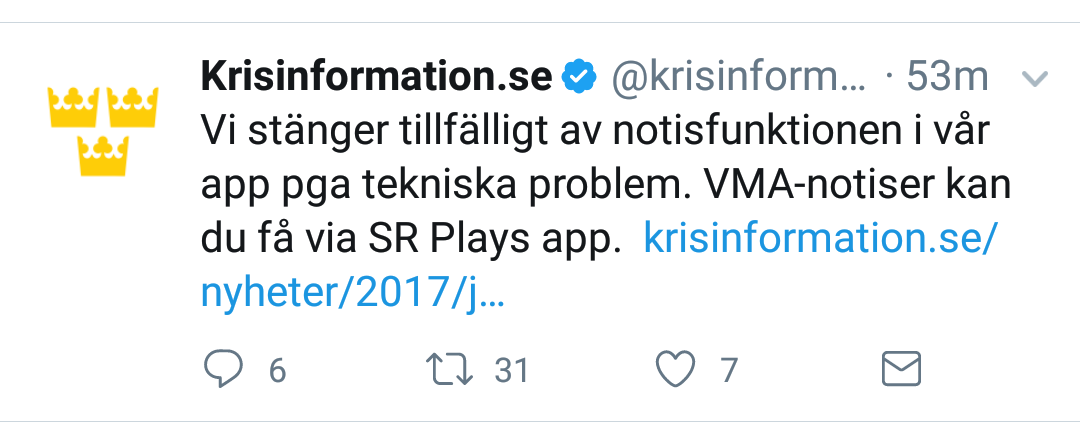 Krisinformation.se @krisinform... · 53m
Vi stänger tillfälligt av notisfunktionen i vår
app pga tekniska problem. VMA-notiser kan
du få via SR Plays app. krisinformation.se/
nyheter/2017/j...
6 31 7